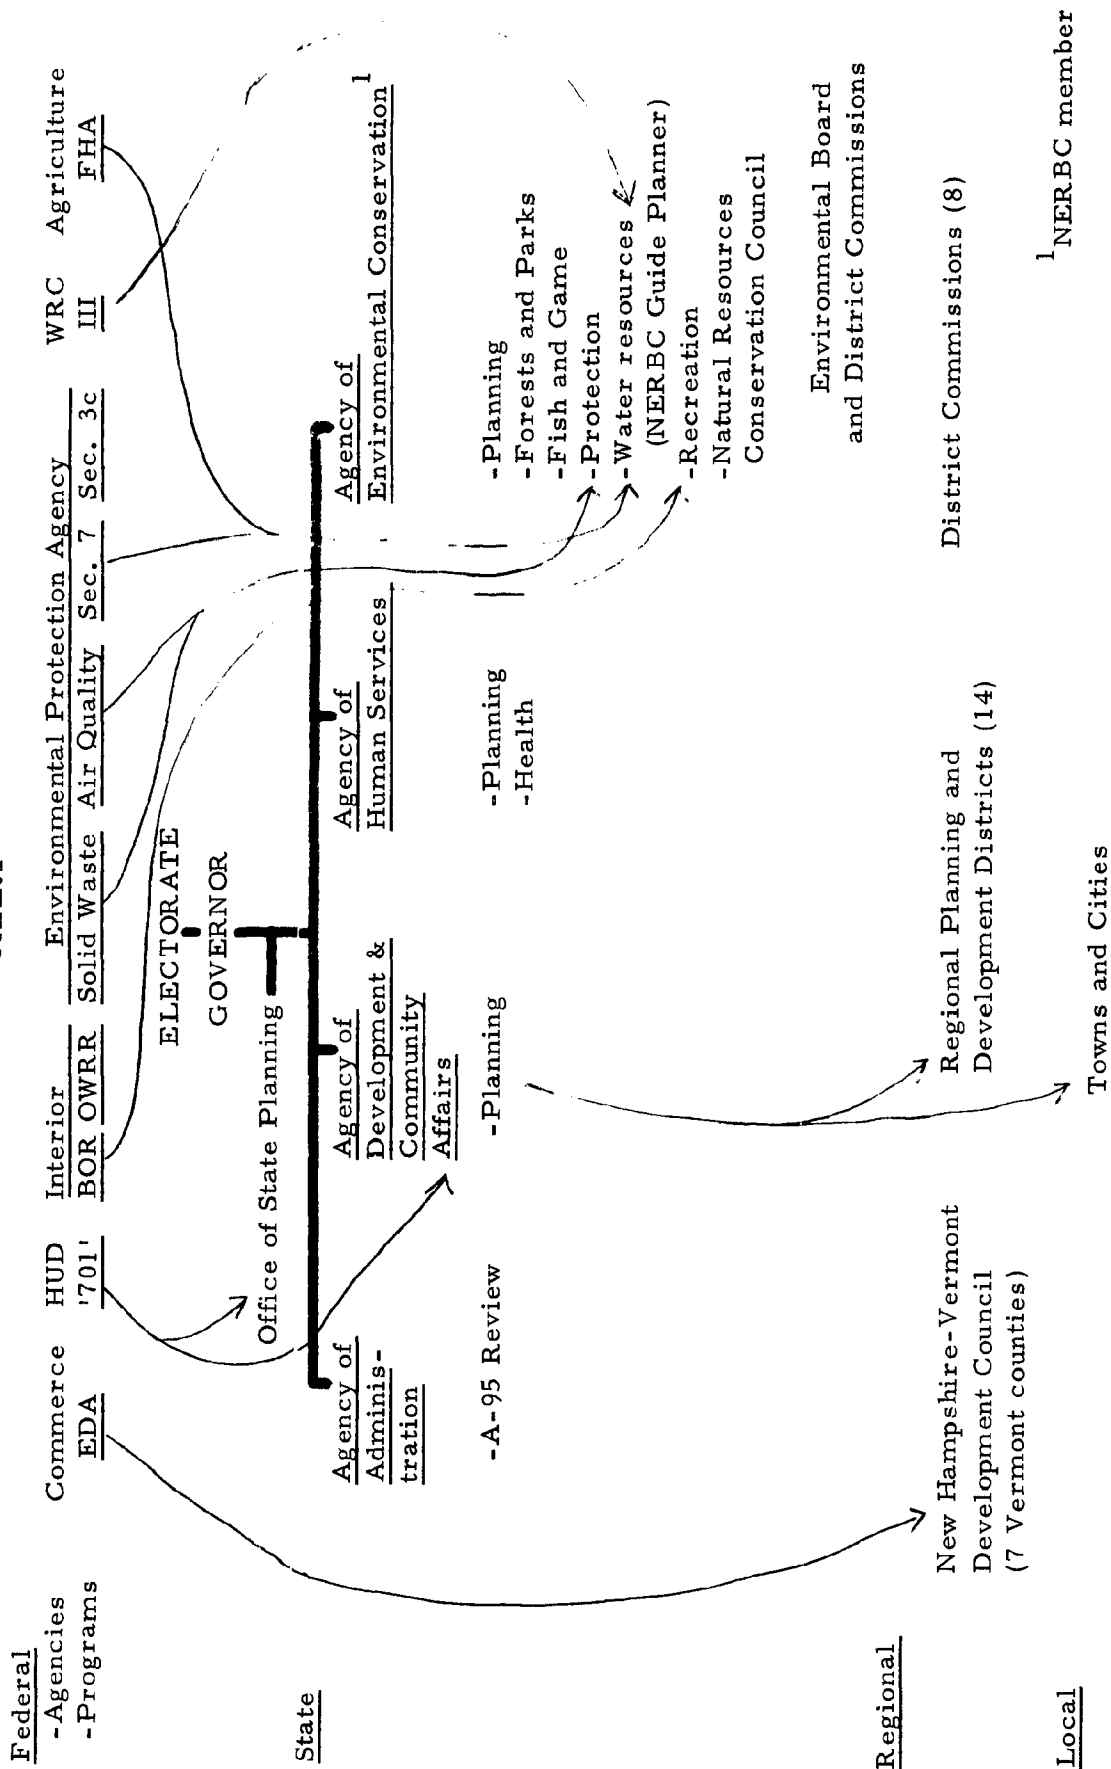 Federal
-Agencies
-Programs
Commerce
EDA
HUD
'701'
Interior
BOR OWRR
Environmental Protection Agency
Solid Waste Air Quality Sec. 7 Sec. 3c
WRC
III
Agriculture
FHA
ELECTORATE
GOVERNOR
Office of State Planning
State
Agency of
Adminis-
tration
-A-95 Review
Agency of
Development &
Community
Affairs
-Planning
Agency of
Human Services
-Planning
-Health
Agency of
Environmental Conservation1
-Planning
-Forests and Parks
-Fish and Game
-Protection
-Water resources
(NERBC Guide Planner)
-Recreation
-Natural Resources
Conservation Council
Environmental Board
and District Commissions
Regional
New Hampshire-Vermont
Development Council
(7 Vermont counties)
Regional Planning and
Development Districts (14)
District Commissions (8)
Local
Towns and Cities
1NERBC member